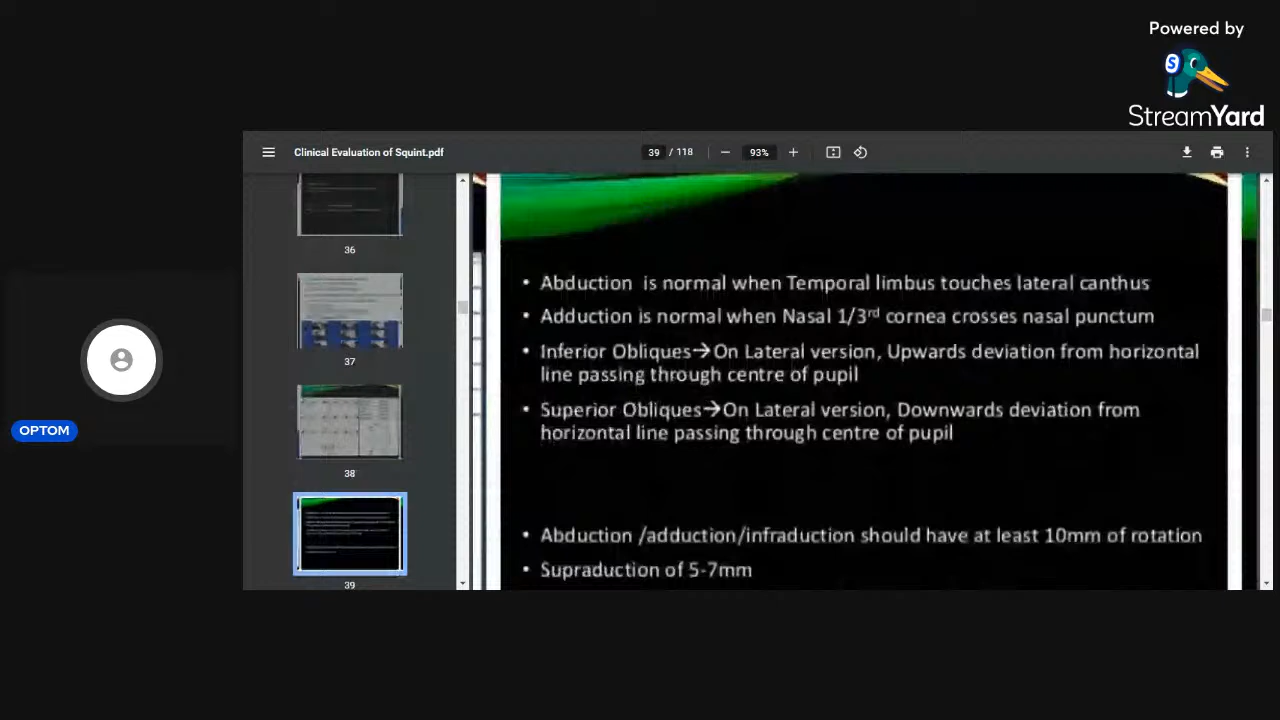 Powered by
StreamYard
Clinical Evaluation of Squint.pdf
39 / 118
93%
36
37
38
39
OPTOM
• Abduction is normal when Temporal limbus touches lateral canthus
• Adduction is normal when Nasal 1/3rd cornea crosses nasal punctum
• Inferior Obliques→On Lateral version, Upwards deviation from horizontal
line passing through centre of pupil
• Superior Obliques→On Lateral version, Downwards deviation from
horizontal line passing through centre of pupil
• Abduction /adduction/infraduction should have at least 10mm of rotation
• Supraduction of 5-7mm